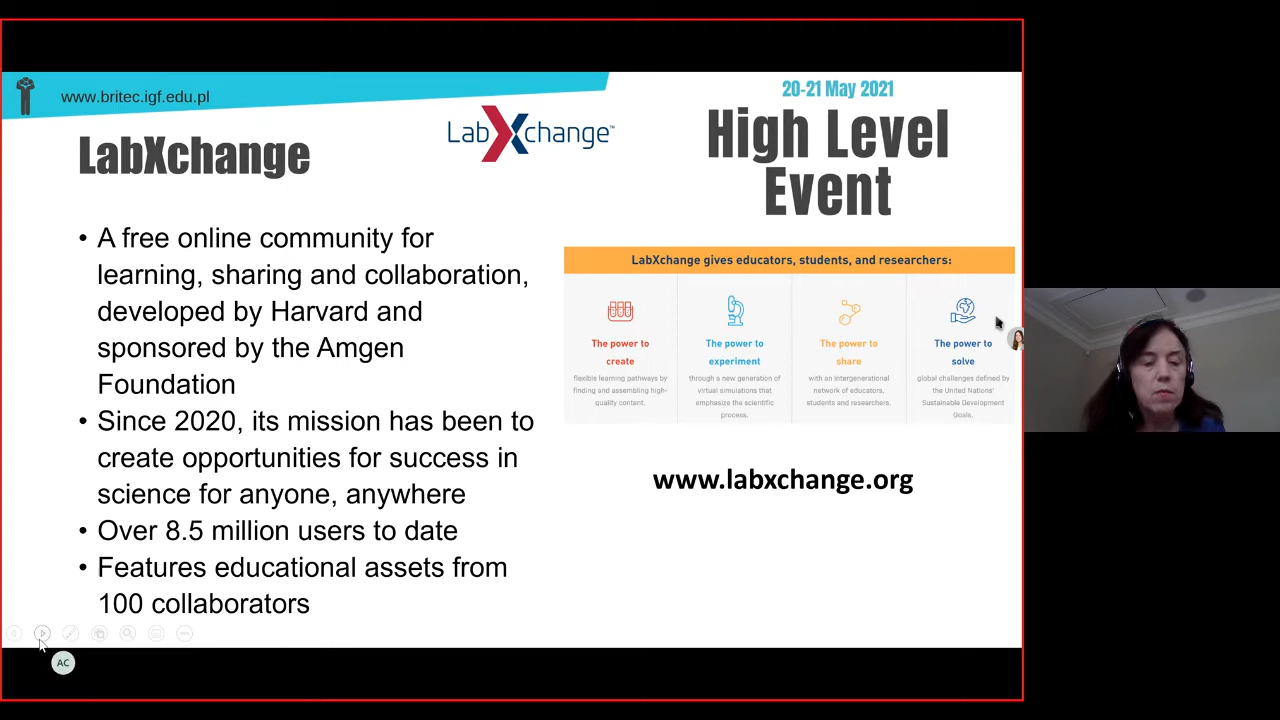 www.britec.igf.edu.pl
LabXchange
LabXchange™
20-21 May 2021
High Level
Event
• A free online community for
learning, sharing and collaboration,
developed by Harvard and
sponsored by the Amgen
Foundation
• Since 2020, its mission has been to
create opportunities for success in
science for anyone, anywhere
• Over 8.5 million users to date
• Features educational assets from
100 collaborators
LabXchange gives educators, students, and researchers:
The power to
create
flexible learning pathways by
finding and assembling high-
quality content.
The power to
experiment
through a new generation of
virtual simulations that
emphasize the scientific
process.
The power to
share
with an intergenerational
network of educators,
students and researchers.
The power to
solve
global challenges defined by
the United Nations'
Sustainable Development
Goals.
www.labxchange.org
AC